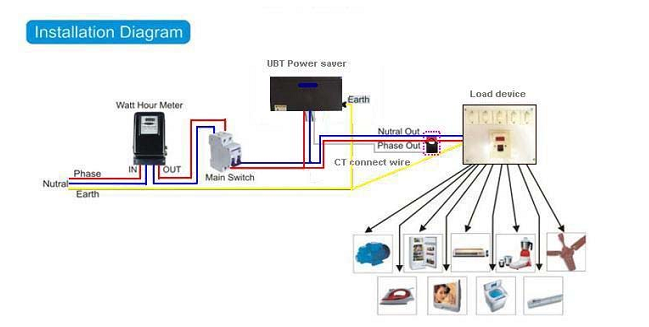 Installation Diagram
UBT Power saver
Load device
Earth
Watt Hour Meter
Nutral Out
Phase Out
CT connect wire
IN
OUT
Main Switch
Phase
Nutral
Earth